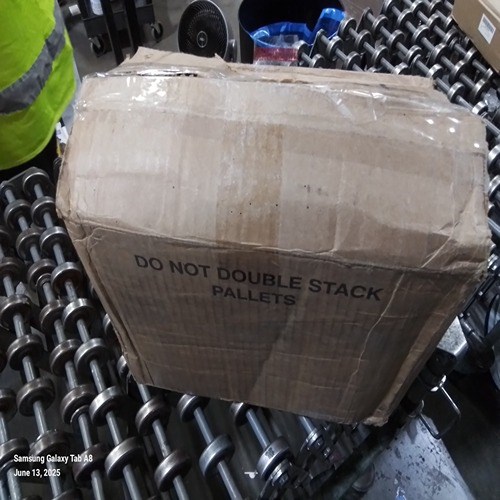 DO NOT DOUBLE STACK
PALLETS
Samsung Galaxy Tab A8
June 13, 2025